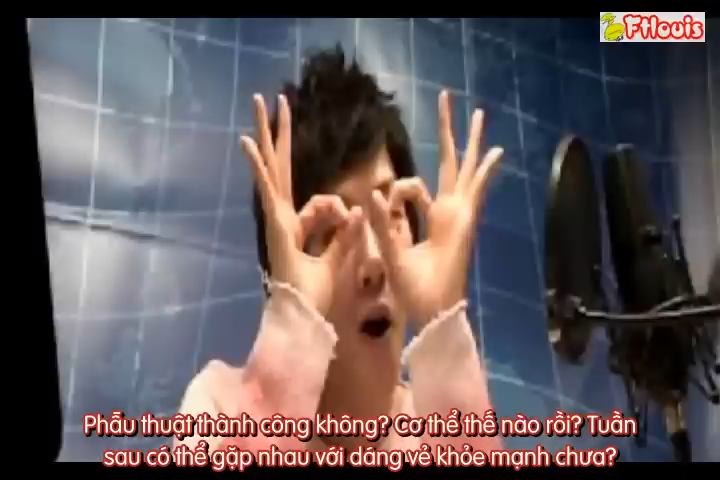 Ftlouis
Phẫu thuật thành công không? Cơ thể thế nào rồi? Tuần
sau có thể gặp nhau với dáng vẻ khỏe mạnh chưa?